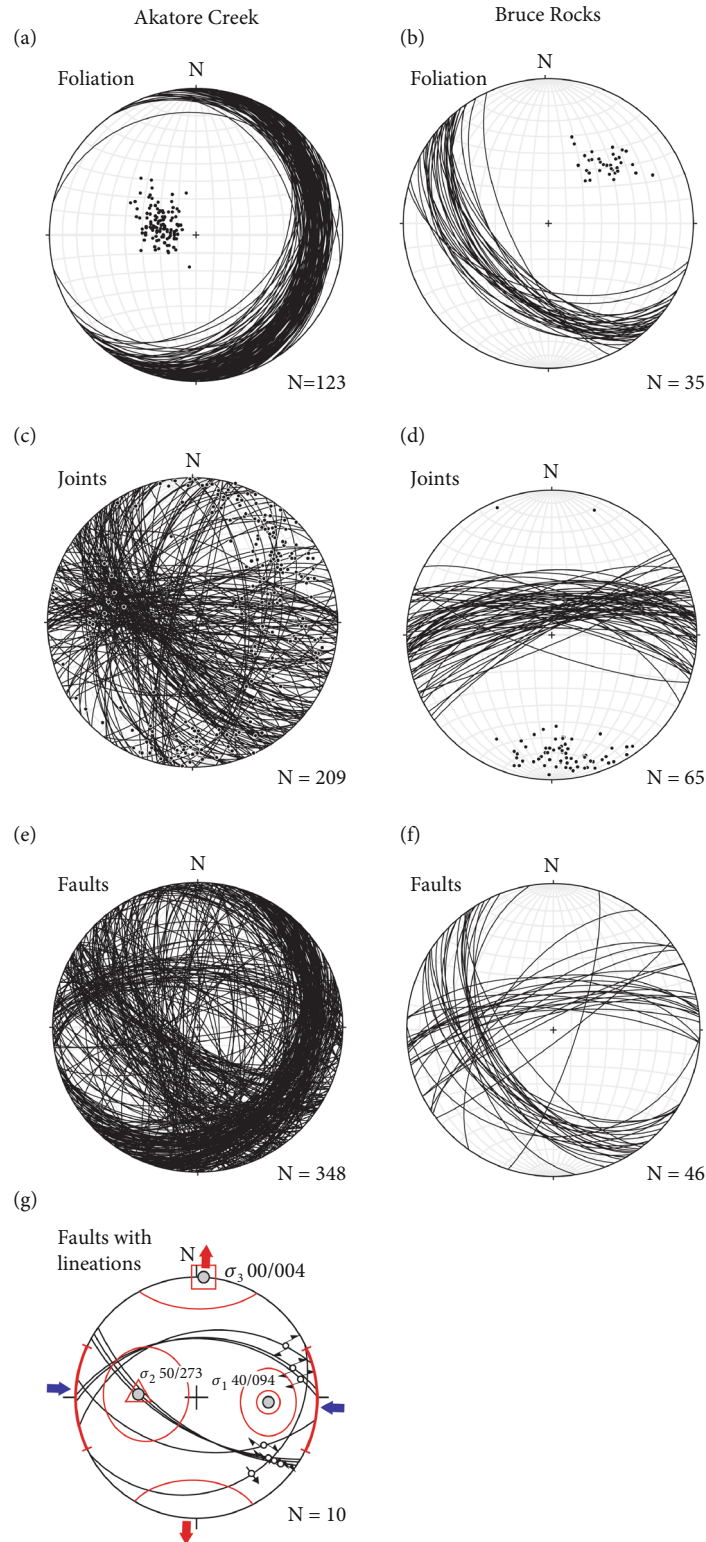 Akatore Creek
Bruce Rocks
(a)
(b)
N
N
Foliation
Foliation
N=123
N = 35
(c)
(d)
N
N
Joints
Joints
N = 209
N = 65
(e)
(f)
N
N
Faults
Faults
N = 348
N = 46
(g)
Faults with
lineations
N
σ3 00/004
σ2 50/273
σ1 40/094
N = 10